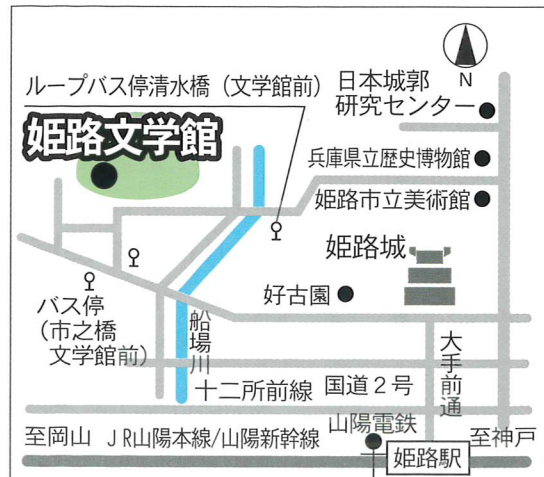 N
ループバス停清水橋（文学館前）
日本城郭
研究センター
姫路文学館
兵庫県立歴史博物館
姫路市立美術館
姫路城
好古園
バス停
（市之橋
文学館前）
船場川
大手前通
国道２号
十二所前線
山陽電鉄
至岡山
ＪＲ山陽本線/山陽新幹線
至神戸
姫路駅